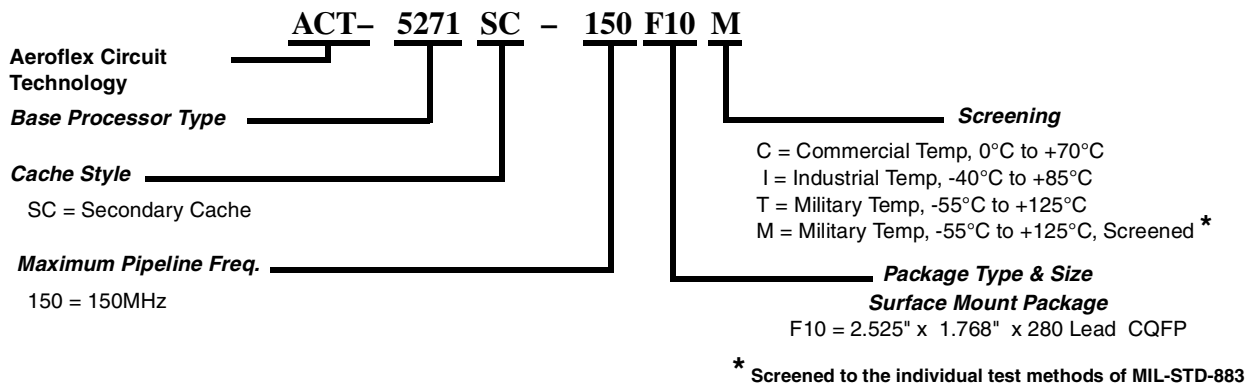 ACT– 5271 SC – 150 F10 M
Aeroflex Circuit
Technology
Base Processor Type
Cache Style
SC = Secondary Cache
Maximum Pipeline Freq.
150 = 150MHz
Screening
C = Commercial Temp, 0°C to +70°C
I = Industrial Temp, -40°C to +85°C
T = Military Temp, -55°C to +125°C
M = Military Temp, -55°C to +125°C, Screened *
Package Type & Size
Surface Mount Package
F10 = 2.525" x 1.768" x 280 Lead CQFP
* Screened to the individual test methods of MIL-STD-883